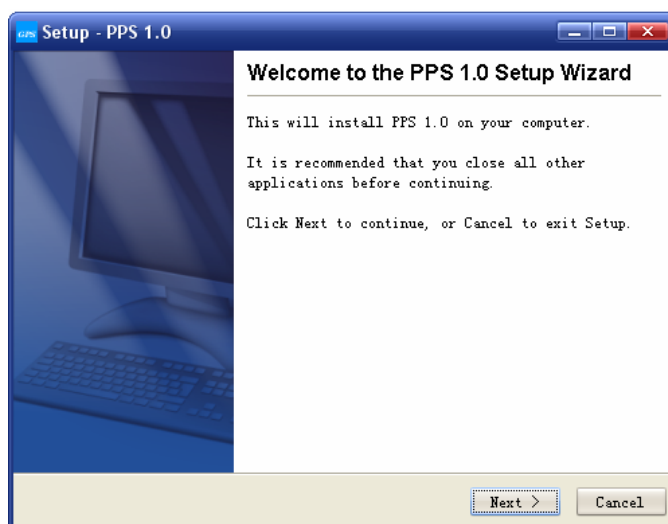 GPS Setup - PPS 1.0
Welcome to the PPS 1.0 Setup Wizard
This will install PPS 1.0 on your computer.
It is recommended that you close all other
applications before continuing.
Click Next to continue, or Cancel to exit Setup.
Next >
Cancel